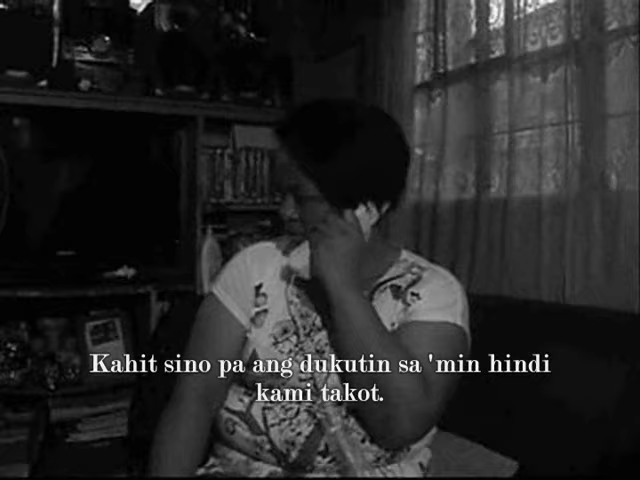 Kahit sino pa ang dukutin sa 'min hindi
kami takot.